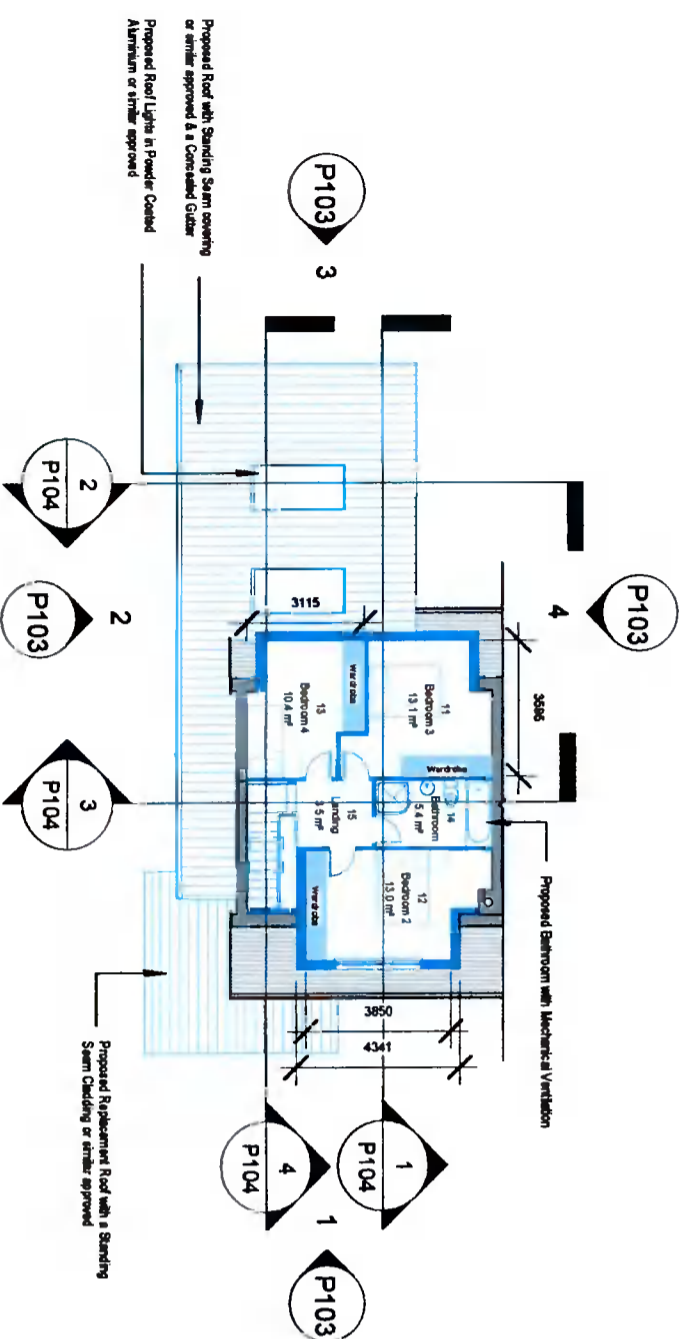 Proposed Roof with Standing Seam covering
or similar approved & a Concealed Gutter
Proposed Roof Lights in Powder Coated
Aluminium or similar approved
P103
3
2
P104
P103
2
3
P104
4
P103
3115
3595
Wardrobe
13
Bedroom 4
10.4 m²
11
Bedroom 3
13.1 m²
Wardrobe
14
Bathroom
5.4 m²
15
Landing
3.5 m²
12
Bedroom 2
13.0 m²
Wardrobe
Proposed Bathroom with Mechanical Ventilation
3850
4341
Proposed Replacement Roof with a Standing
Seam Cladding or similar approved
1
P104
4
P104
1
P103